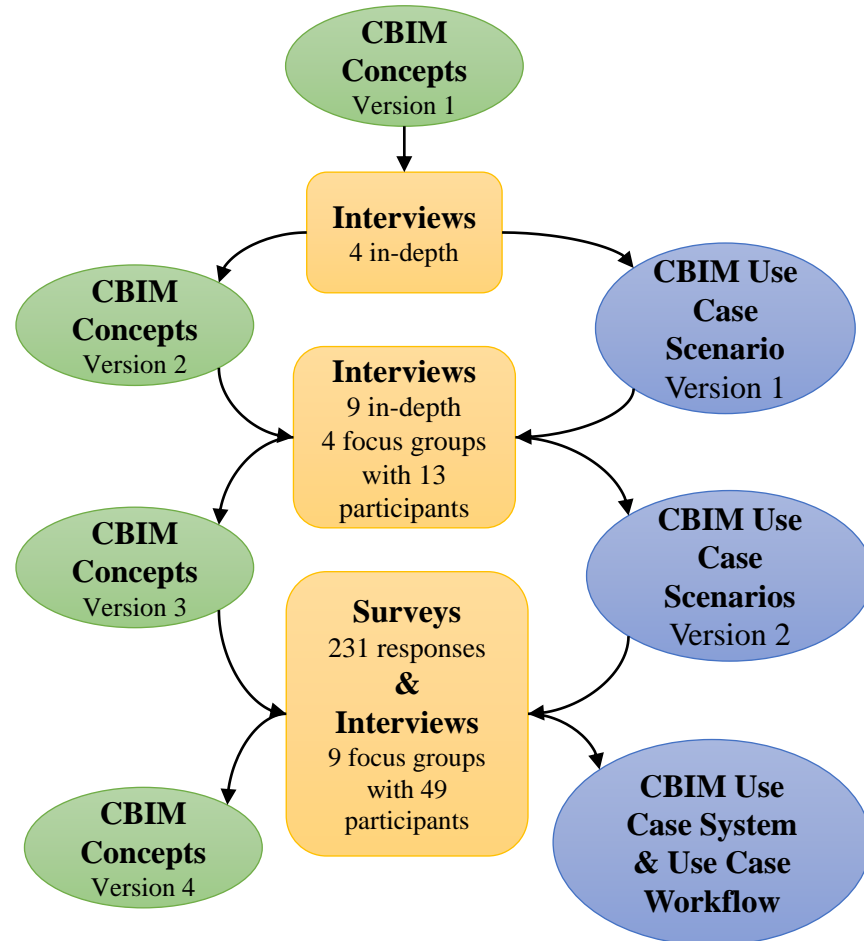 CBIM
Concepts
Version 1
Interviews
4 in-depth
CBIM
Concepts
Version 2
CBIM Use
Case
Scenario
Version 1
Interviews
9 in-depth
4 focus groups
with 13
participants
CBIM
Concepts
Version 3
CBIM Use
Case
Scenarios
Version 2
Surveys
231 responses
&
Interviews
9 focus groups
with 49
participants
CBIM
Concepts
Version 4
CBIM Use
Case System
& Use Case
Workflow